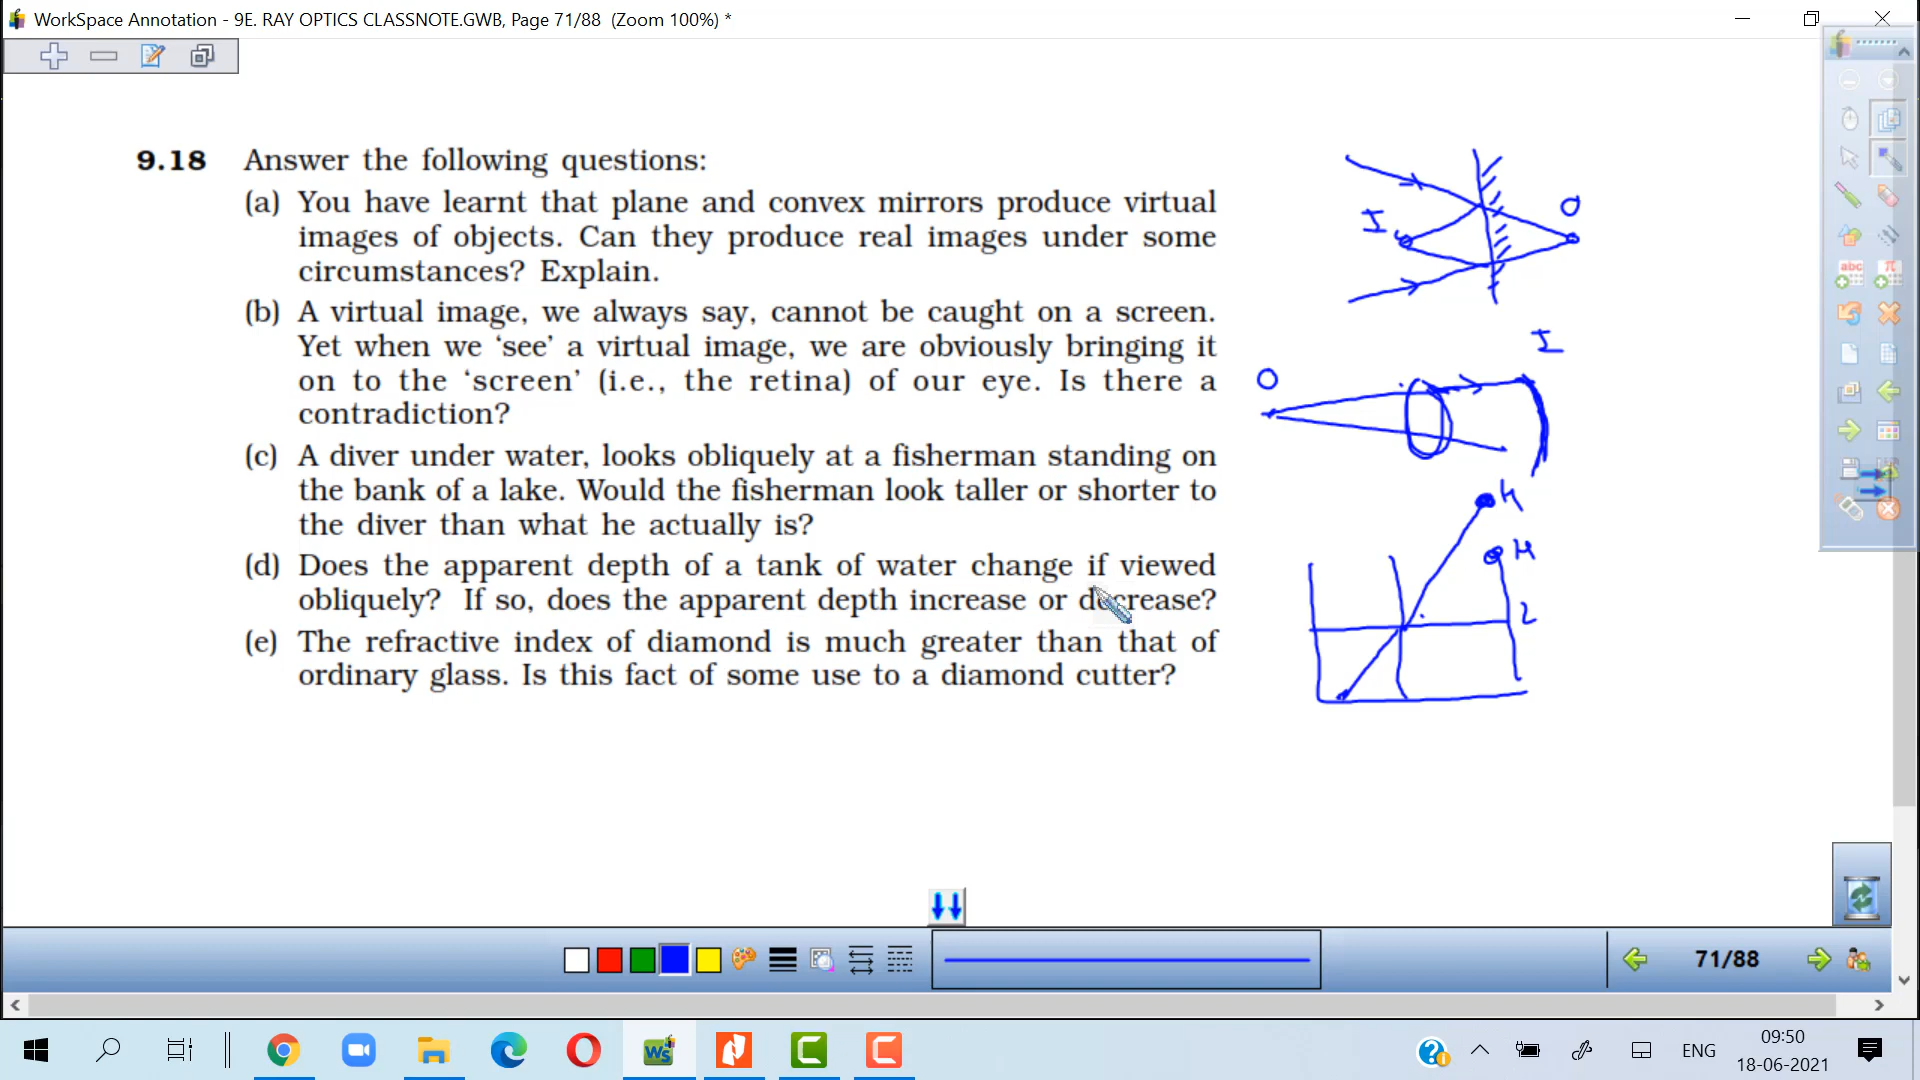 WorkSpace Annotation - 9E. RAY OPTICS CLASSNOTE.GWB, Page 71/88 (Zoom 100%) *
9.18 Answer the following questions:
(a) You have learnt that plane and convex mirrors produce virtual
images of objects. Can they produce real images under some
circumstances? Explain.
(b) A virtual image, we always say, cannot be caught on a screen.
Yet when we ‘see’ a virtual image, we are obviously bringing it
on to the ‘screen’ (i.e., the retina) of our eye. Is there a
contradiction?
(c) A diver under water, looks obliquely at a fisherman standing on
the bank of a lake. Would the fisherman look taller or shorter to
the diver than what he actually is?
(d) Does the apparent depth of a tank of water change if viewed
obliquely? If so, does the apparent depth increase or decrease?
(e) The refractive index of diamond is much greater than that of
ordinary glass. Is this fact of some use to a diamond cutter?
O
I
I
O
abc
π
71/88
WS
ENG
09:50
18-06-2021